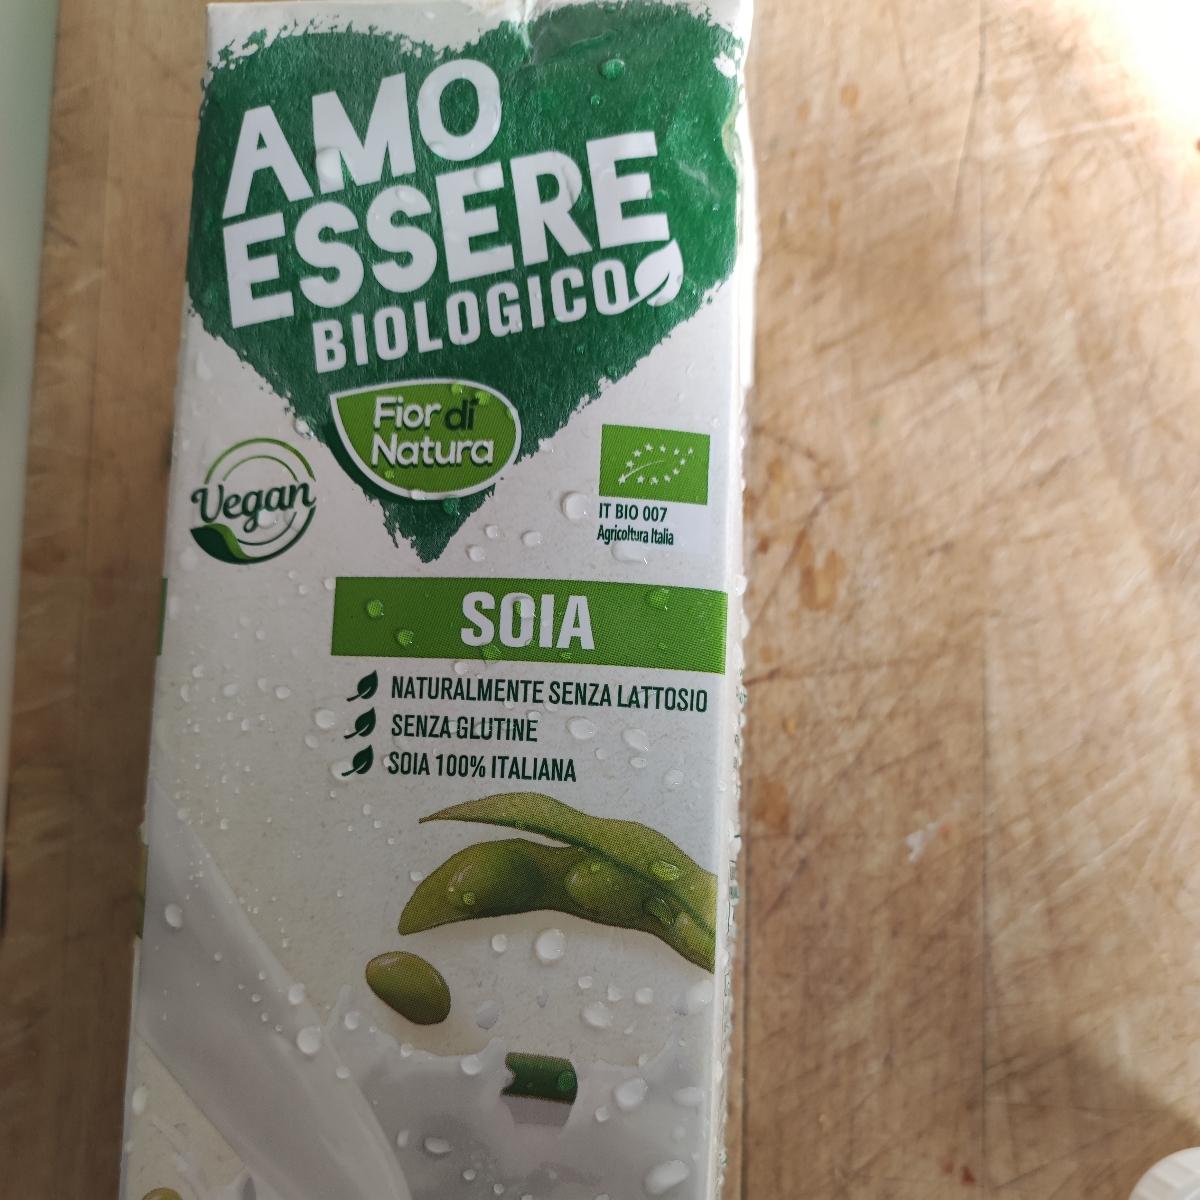 AMO
ESSERE
BIOLOGICO
Fior di
Natura
Vegan
IT BIO 007
Agricoltura Italia
SOIA
NATURALMENTE SENZA LATTOSIO
SENZA GLUTINE
SOIA 100% ITALIANA